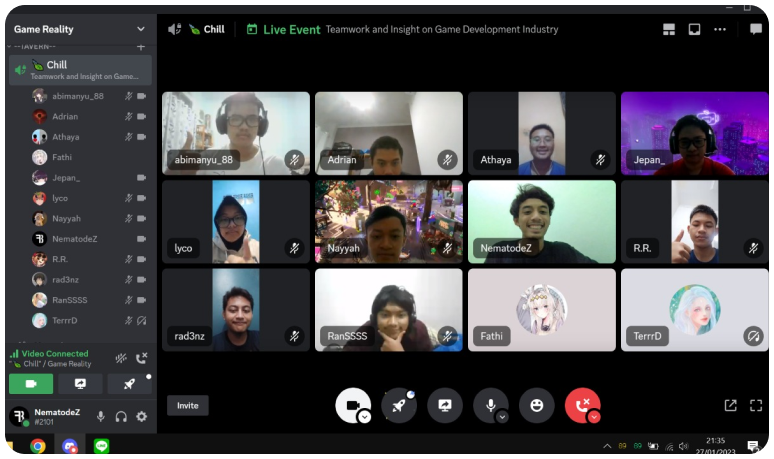 Game Reality
Chill
Live Event Teamwork and Insight on Game Development Industry
--TAVERN--
Chill
Teamwork and Insight on Game...
abimanyu_88
Adrian
Athaya
Fathi
Jepan_
lyco
Nayyah
NematodeZ
R.R.
rad3nz
RanSSSS
TerrrD
abimanyu_88
Adrian
Athaya
Jepan_
lyco
Nayyah
NematodeZ
R.R.
rad3nz
RanSSSS
Fathi
TerrrD
Video Connected
Chill" / Game Reality
NematodeZ
#2101
Invite
89 89
21:35
27/01/2023